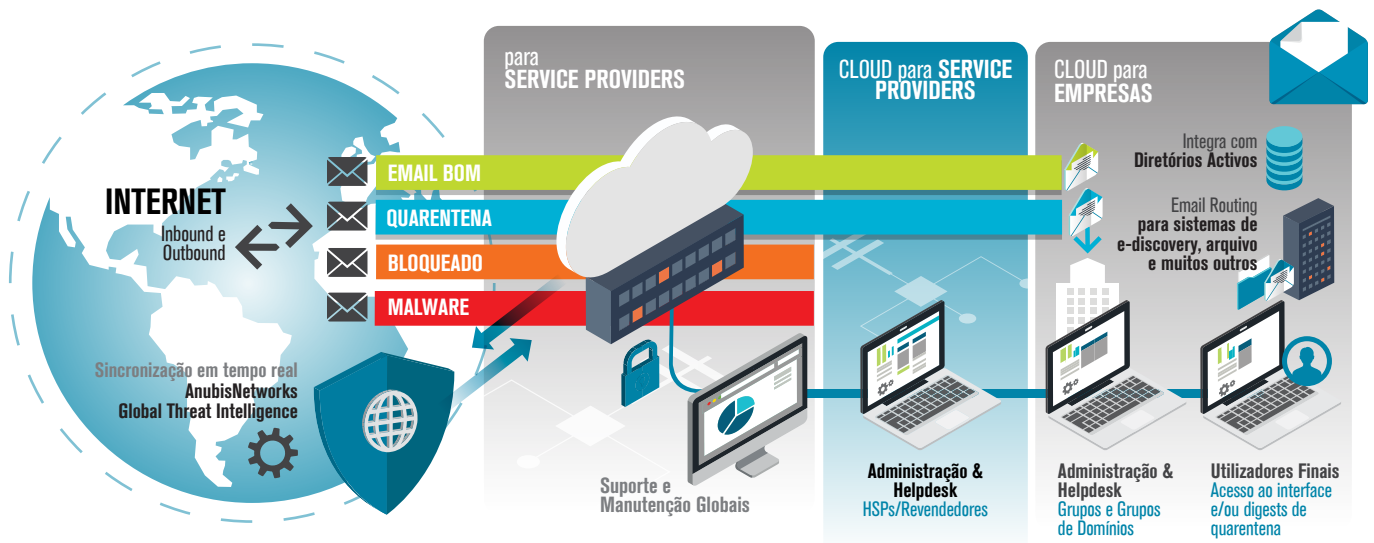 para
SERVICE PROVIDERS
CLOUD para SERVICE
PROVIDERS
CLOUD para
EMPRESAS
INTERNET
Inbound e
Outbound
EMAIL BOM
QUARENTENA
BLOQUEADO
MALWARE
Integra com
Diretórios Activos
Email Routing
para sistemas de
e-discovery, arquivo
e muitos outros
Sincronização em tempo real
AnubisNetworks
Global Threat Intelligence
Suporte e
Manutenção Globais
Administração &
Helpdesk
HSPs/Revendedores
Administração &
Helpdesk
Grupos e Grupos
de Domínios
Utilizadores Finais
Acesso ao interface
e/ou digests de
quarentena